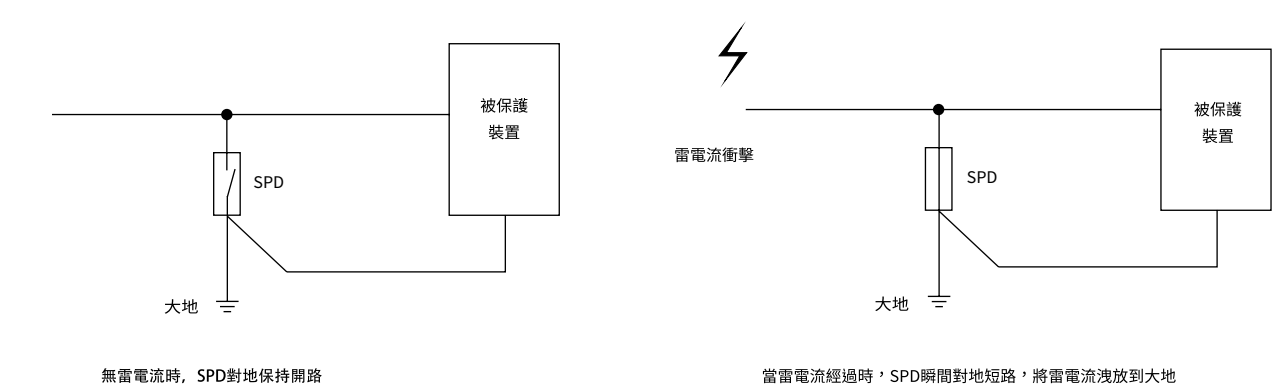 被保護
裝置
SPD
大地
無雷電流時,SPD對地保持開路
雷電流衝擊
被保護
裝置
SPD
大地
當雷電流經過時，SPD瞬間對地短路，將雷電流洩放到大地